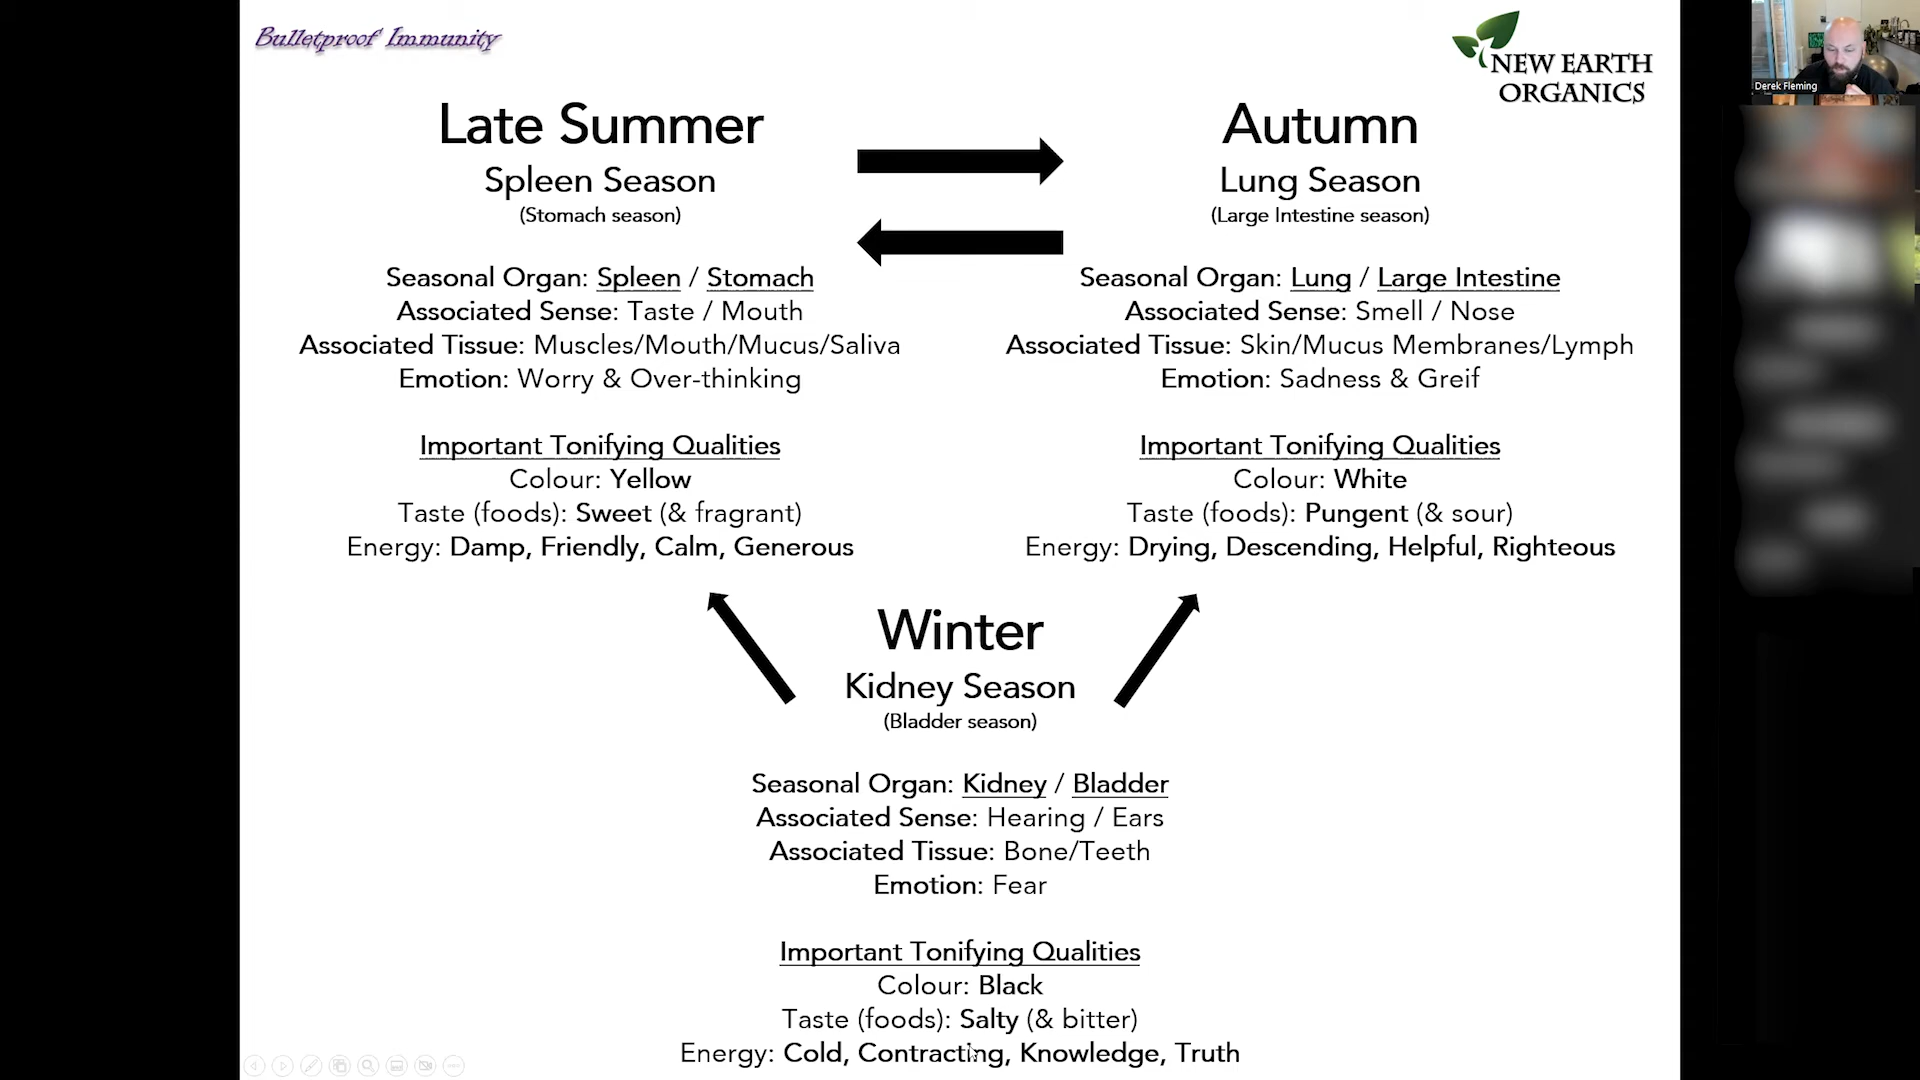 Bulletproof Immunity
NEW EARTH
ORGANICS
Derek Fleming
Late Summer
Spleen Season
(Stomach season)
Seasonal Organ: Spleen / Stomach
Associated Sense: Taste / Mouth
Associated Tissue: Muscles/Mouth/Mucus/Saliva
Emotion: Worry & Over-thinking
Important Tonifying Qualities
Colour: Yellow
Taste (foods): Sweet (& fragrant)
Energy: Damp, Friendly, Calm, Generous
Autumn
Lung Season
(Large Intestine season)
Seasonal Organ: Lung / Large Intestine
Associated Sense: Smell / Nose
Associated Tissue: Skin/Mucus Membranes/Lymph
Emotion: Sadness & Greif
Important Tonifying Qualities
Colour: White
Taste (foods): Pungent (& sour)
Energy: Drying, Descending, Helpful, Righteous
Winter
Kidney Season
(Bladder season)
Seasonal Organ: Kidney / Bladder
Associated Sense: Hearing / Ears
Associated Tissue: Bone/Teeth
Emotion: Fear
Important Tonifying Qualities
Colour: Black
Taste (foods): Salty (& bitter)
Energy: Cold, Contracting, Knowledge, Truth